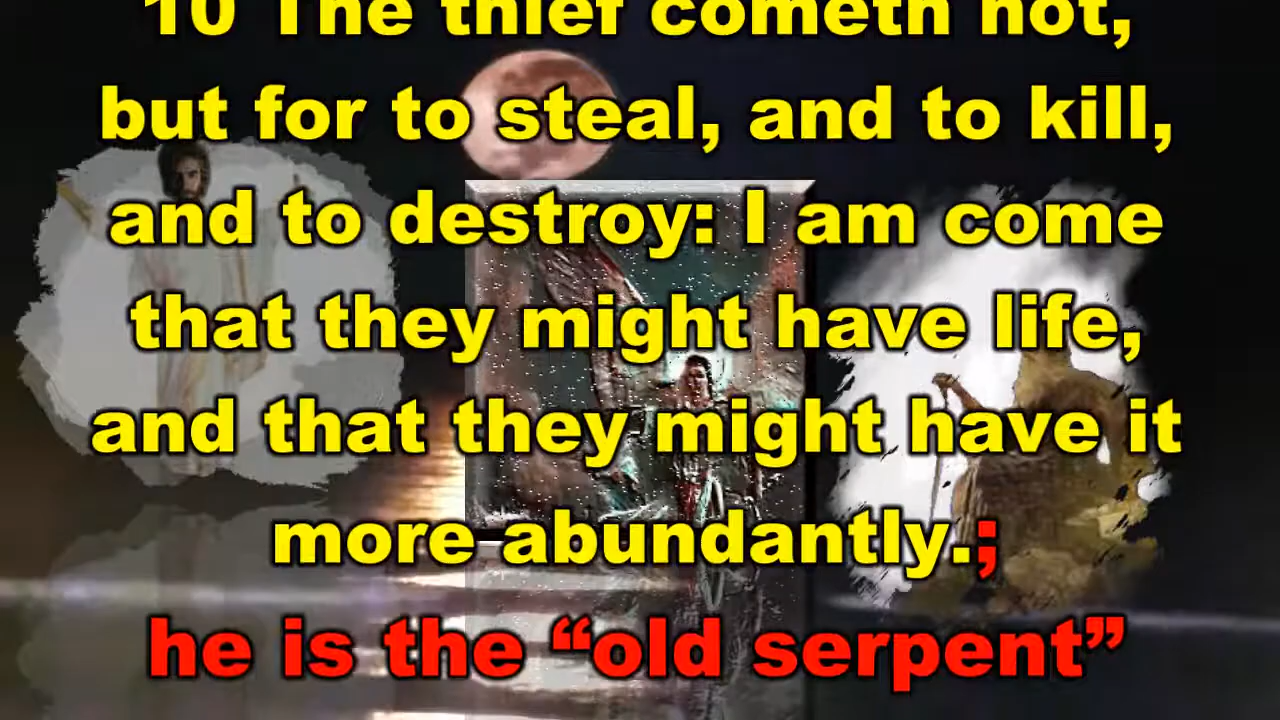 10 The thief cometh not,
but for to steal, and to kill,
and to destroy: I am come
that they might have life,
and that they might have it
more abundantly.;
he is the “old serpent”